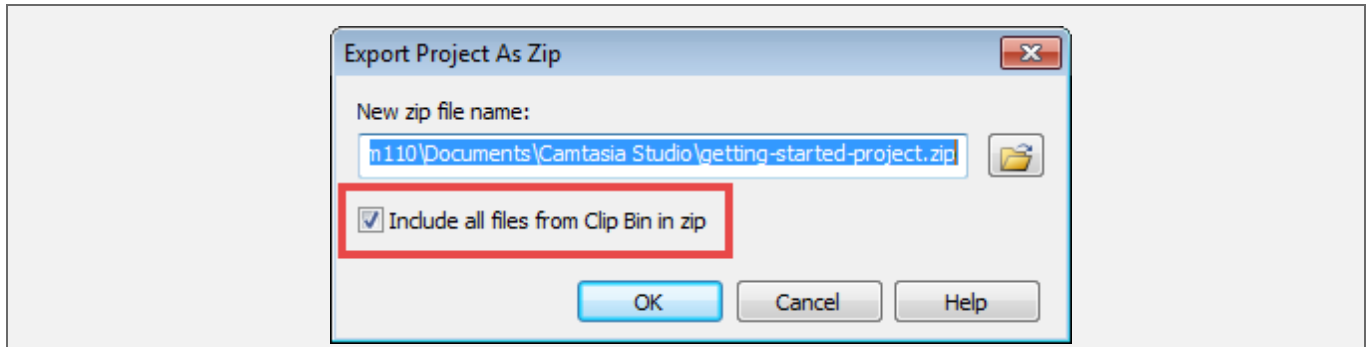 Export Project As Zip
New zip file name:
m110\Documents\Camtasia Studio\getting-started-project.zip
Include all files from Clip Bin in zip
OK
Cancel
Help